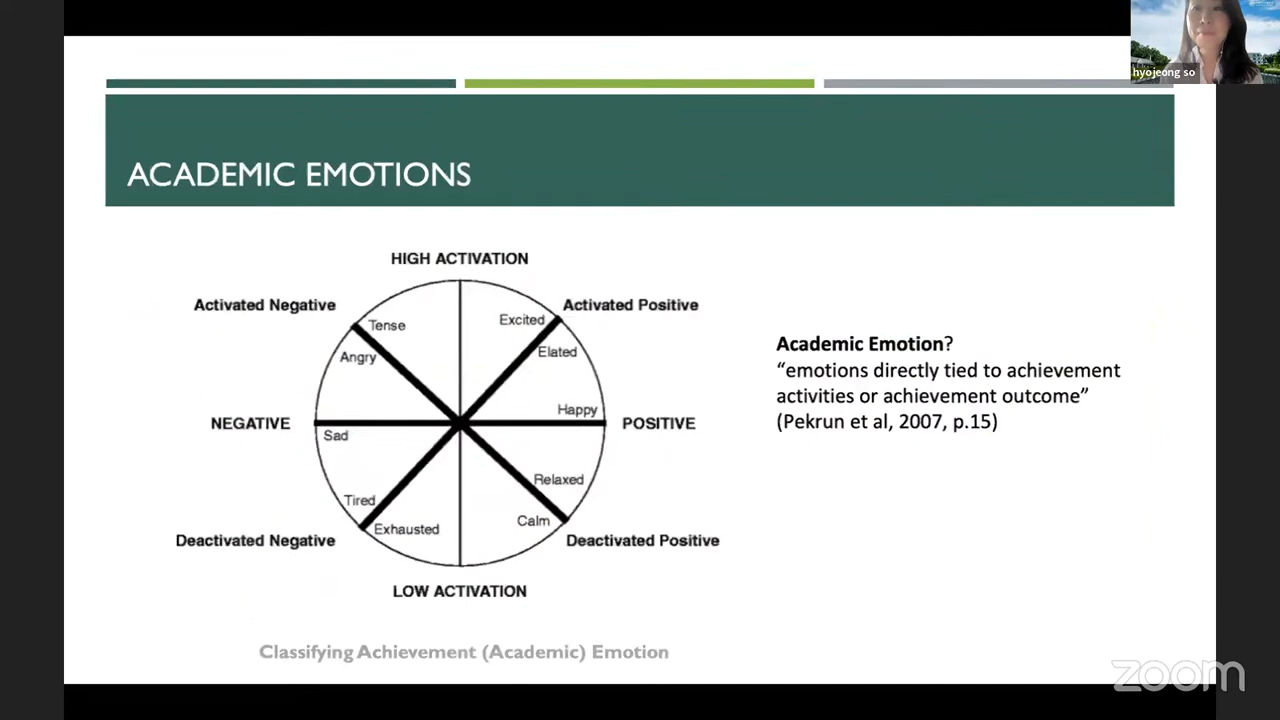 hyojeong so
ACADEMIC EMOTIONS
HIGH ACTIVATION
Activated Negative
Activated Positive
Tense
Excited
Angry
Elated
Happy
NEGATIVE
POSITIVE
Sad
Relaxed
Tired
Calm
Exhausted
Deactivated Negative
Deactivated Positive
LOW ACTIVATION
Classifying Achievement (Academic) Emotion
Academic Emotion?
“emotions directly tied to achievement
activities or achievement outcome”
(Pekrun et al, 2007, p.15)
zoom